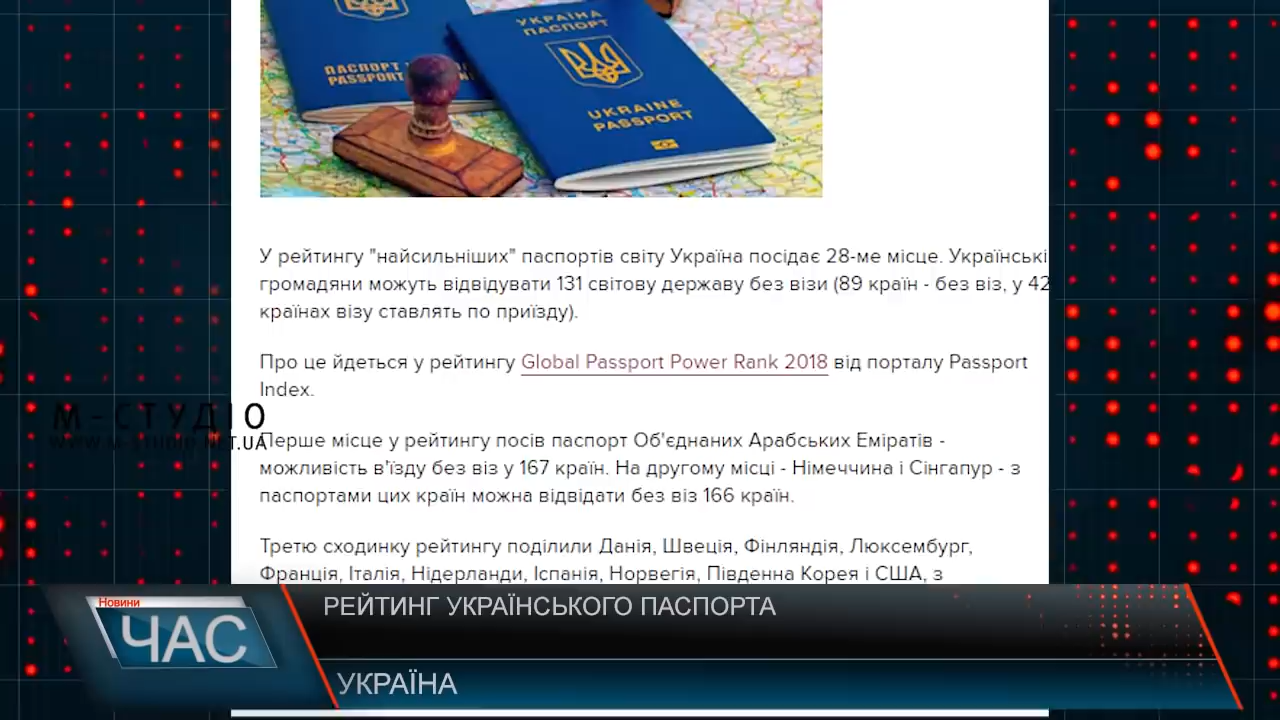 УКРАЇНА
ПАСПОРТ
UKRAINE
PASSPORT
ПАСПОРТ
PASSPORT
У рейтингу "найсильніших" паспортів світу Україна посідає 28-ме місце. Українські
громадяни можуть відвідувати 131 світову державу без візи (89 країн - без віз, у 42
країнах візу ставлять по приїзду).
Про це йдеться у рейтингу Global Passport Power Rank 2018 від порталу Passport
Index.
М-СТУДІО
WWW.M-STUDIO.NET.UA
Перше місце у рейтингу посів паспорт Об'єднаних Арабських Еміратів -
можливість в'їзду без віз у 167 країн. На другому місці - Німеччина і Сінгапур - з
паспортами цих країн можна відвідати без віз 166 країн.
Третю сходинку рейтингу поділили Данія, Швеція, Фінляндія, Люксембург,
Франція, Італія, Нідерланди, Іспанія, Норвегія, Південна Корея і США, з
Новини
ЧАС
РЕЙТИНГ УКРАЇНСЬКОГО ПАСПОРТА
УКРАЇНА